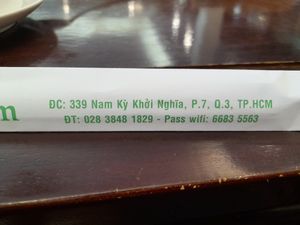 ĐC: 339 Nam Kỳ Khởi Nghĩa, P.7, Q.3, TP.HCM
ĐT: 028 3848 1829 - Pass wifi: 6683 5563